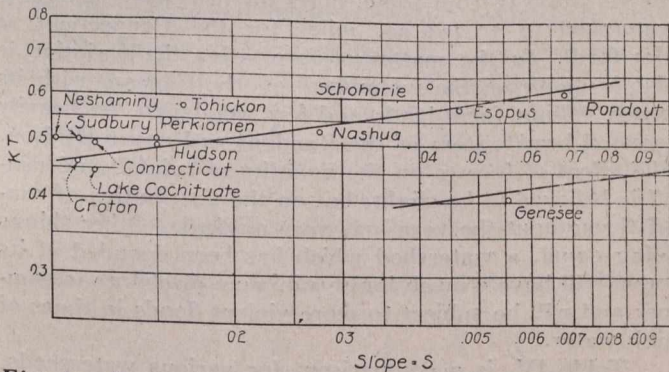 0.8
0.7
0.6
0.5
0.4
0.3
KT
Neshaminy
Tohickon
Sudbury Perkiomen
Hudson
Connecticut
Lake Cochituate
Croton
Nashua
Schoharie
Esopus
Rondout
.04 .05 .06 .07 .08 .09
Genesee
02 03 .005 .006 .007 .008 .009
Slope = S